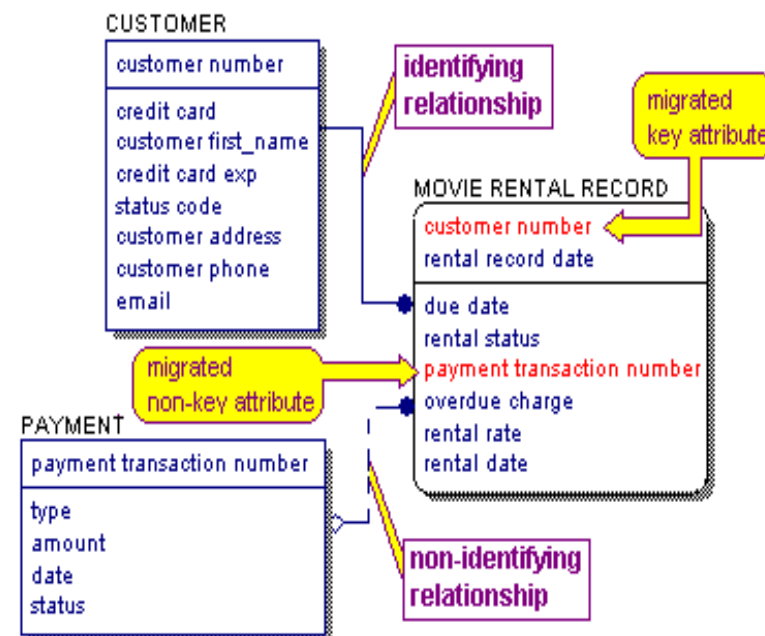 CUSTOMER
customer number
credit card
customer first_name
credit card exp
status code
customer address
customer phone
email
identifying
relationship
migrated
key attribute
MOVIE RENTAL RECORD
customer number
rental record date
due date
rental status
payment transaction number
overdue charge
rental rate
rental date
migrated
non-key attribute
PAYMENT
payment transaction number
type
amount
date
status
non-identifying
relationship